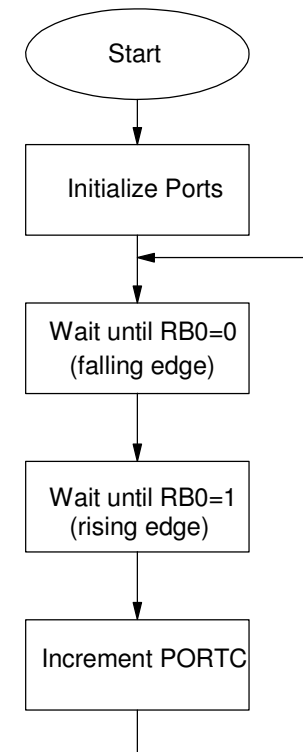 Start
Initialize Ports
Wait until RB0=0
(falling edge)
Wait until RB0=1
(rising edge)
Increment PORTC